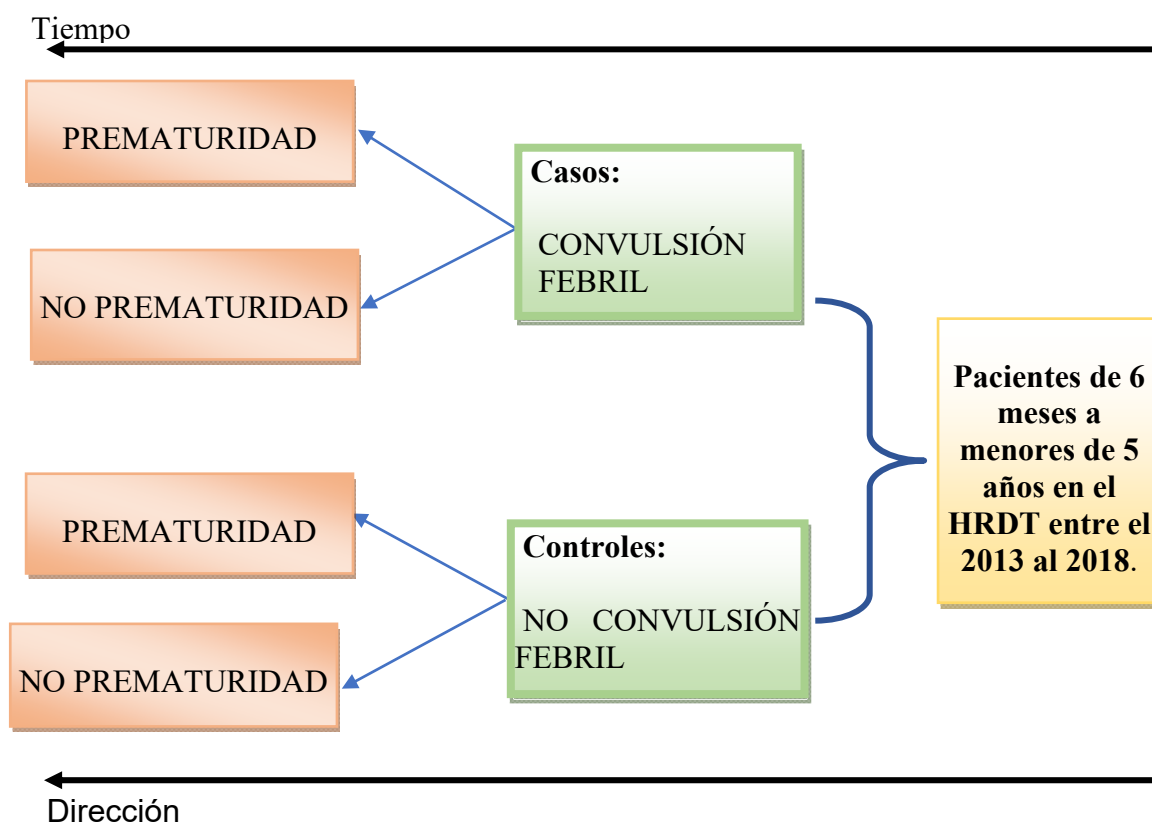 Tiempo
PREMATURIDAD
NO PREMATURIDAD
Casos:
CONVULSIÓN
FEBRIL
PREMATURIDAD
NO PREMATURIDAD
Controles:
NO CONVULSIÓN
FEBRIL
Pacientes de 6
meses a
menores de 5
años en el
HRDT entre el
2013 al 2018.
Dirección